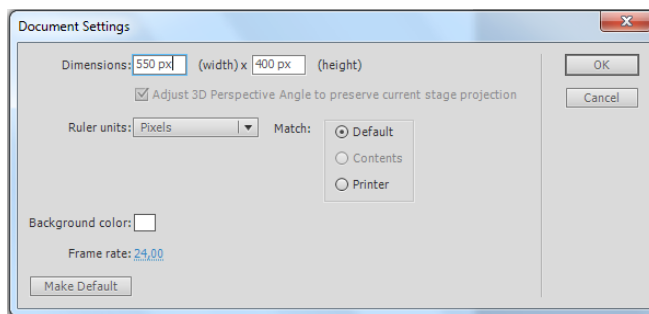 Document Settings
Dimensions: 550 px (width) x 400 px (height)
OK
Adjust 3D Perspective Angle to preserve current stage projection
Cancel
Ruler units: Pixels Match: Default
Contents
Printer
Background color:
Frame rate: 24,00
Make Default